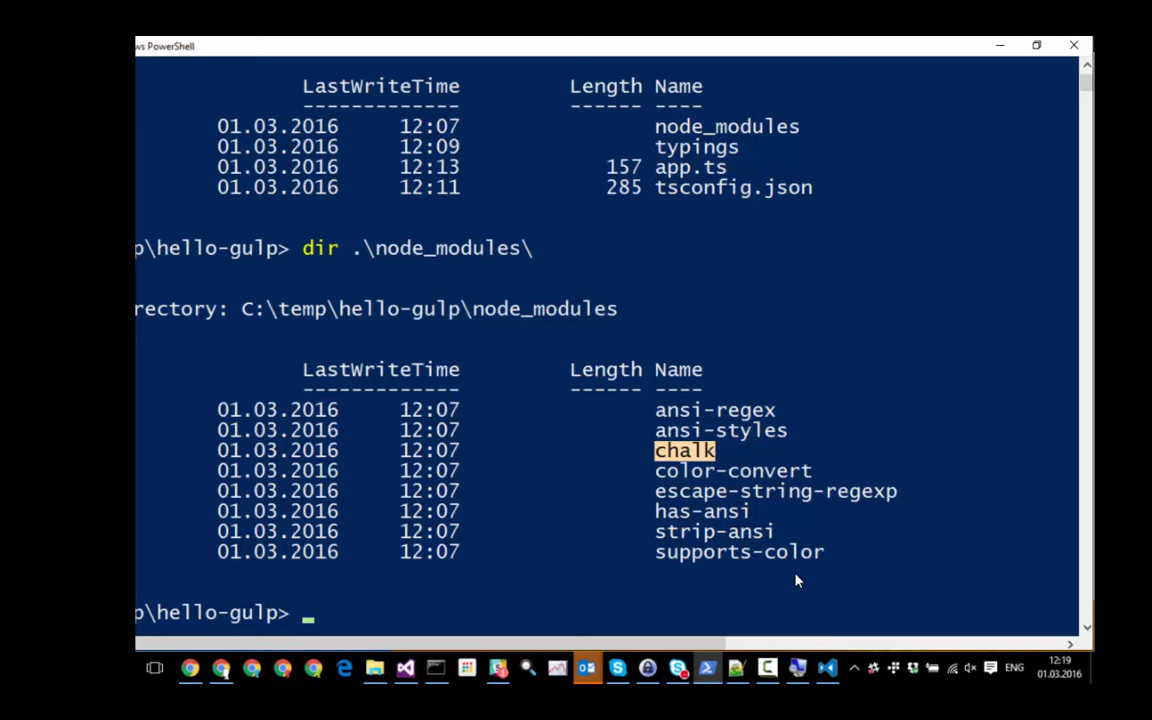 ws PowerShell
LastWriteTime Length Name
------------- ------ ----
01.03.2016 12:07 node_modules
01.03.2016 12:09 typings
01.03.2016 12:13 157 app.ts
01.03.2016 12:11 285 tsconfig.json
p\hello-gulp> dir .\node_modules\
rectory: C:\temp\hello-gulp\node_modules
LastWriteTime Length Name
------------- ------ ----
01.03.2016 12:07 ansi-regex
01.03.2016 12:07 ansi-styles
01.03.2016 12:07 chalk
01.03.2016 12:07 color-convert
01.03.2016 12:07 escape-string-regexp
01.03.2016 12:07 has-ansi
01.03.2016 12:07 strip-ansi
01.03.2016 12:07 supports-color
p\hello-gulp>
ENG
12:19
01.03.2016